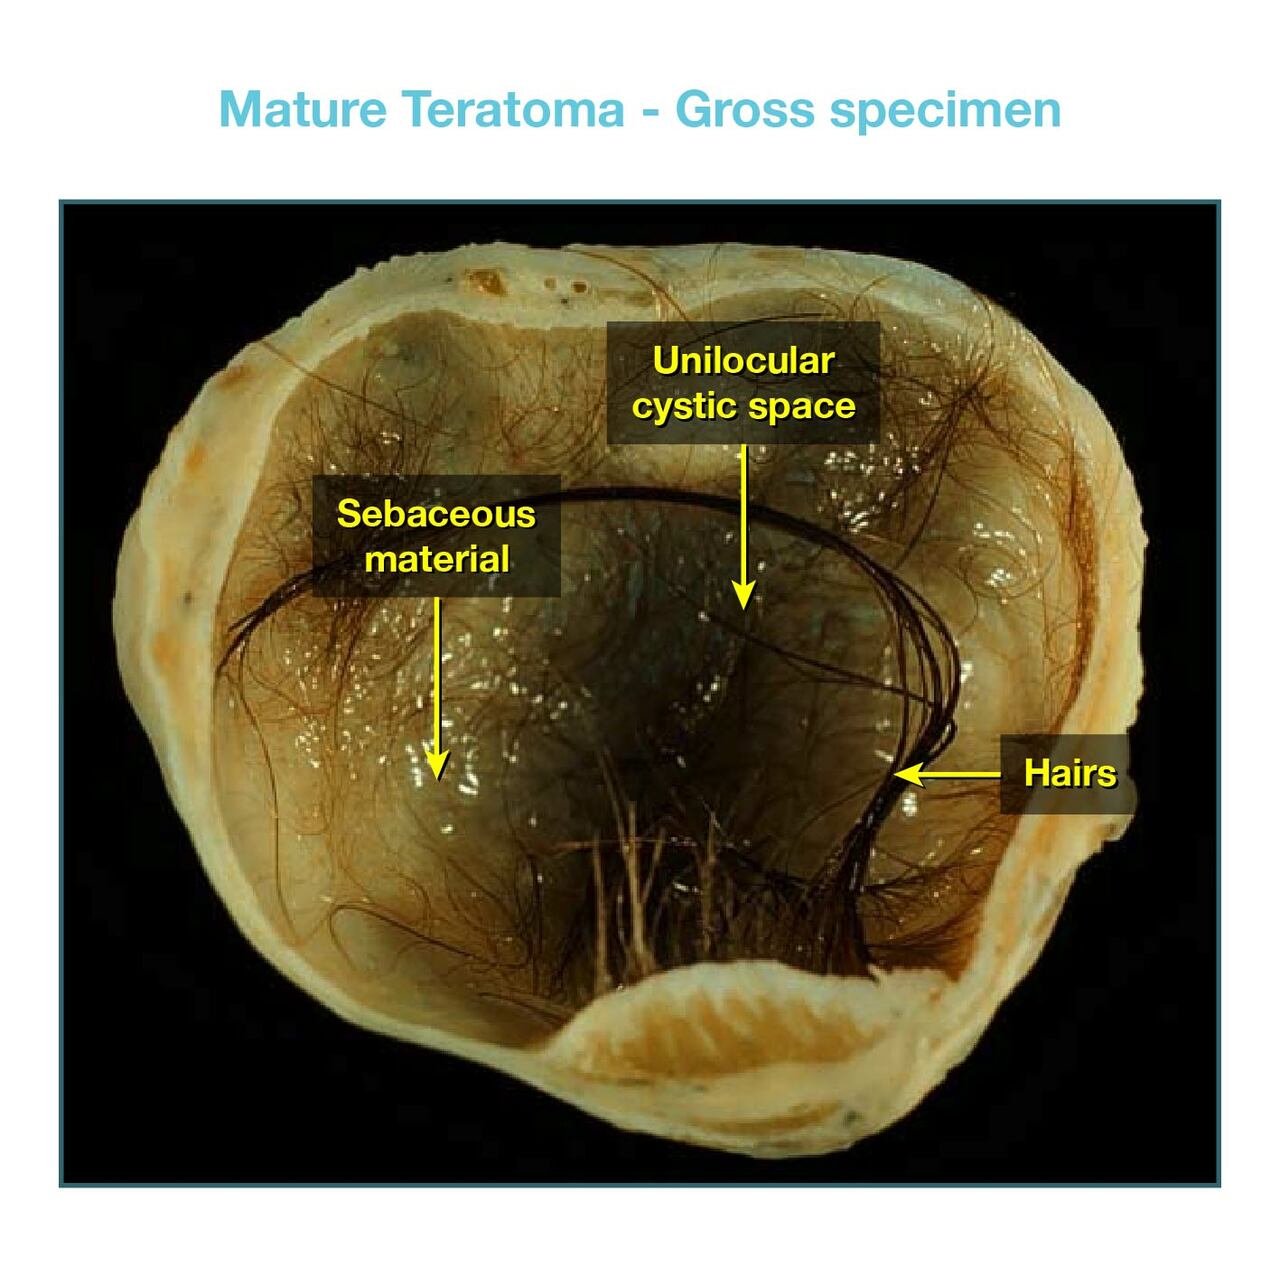 Mature Teratoma - Gross specimen
Unilocular
cystic space
Sebaceous
material
Hairs